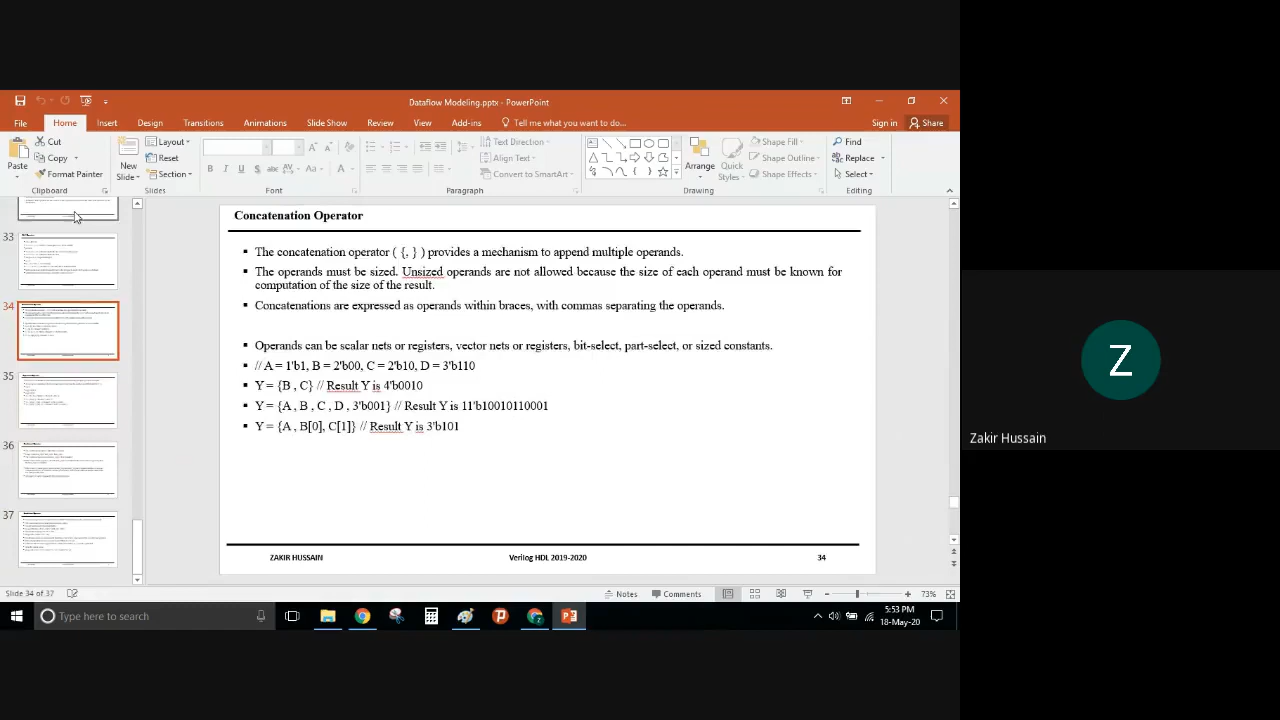 Dataflow Modeling.pptx - PowerPoint
File Home Insert Design Transitions Animations Slide Show Review View Add-ins Tell me what you want to do... Sign in Share
Paste Cut Copy Format Painter New Slide Layout Reset Section Text Direction Align Text Convert to SmartArt Arrange Quick Styles Shape Fill Shape Outline Shape Effects Find Replace Select
Clipboard Slides Font Paragraph Drawing Editing
33
34
35
36
37
Concatenation Operator
The concatenation operator ( {, } ) provides a mechanism to append multiple operands.
The operands must be sized. Unsized operands are not allowed because the size of each operand must be known for
computation of the size of the result.
Concatentions are expressed as operands within braces, with commas separating the operands.
Operands can be scalar nets or registers, vector nets or registers, bit-select, part-select, or sized constants.
// A = 1'b1, B = 2'b00, C = 2'b10, D = 3'b110
Y = {B , C} // Result Y is 4'b0010
Y = {A , B , C , D , 3'b001} // Result Y is 11'b10010110001
Y = {A , B[0], C[1]} // Result Y is 3'b101
ZAKIR HUSSAIN Verilog HDL 2019-2020 34
Slide 34 of 37 Notes Comments 73%
Type here to search
5:53 PM
18-May-20
Z
Zakir Hussain